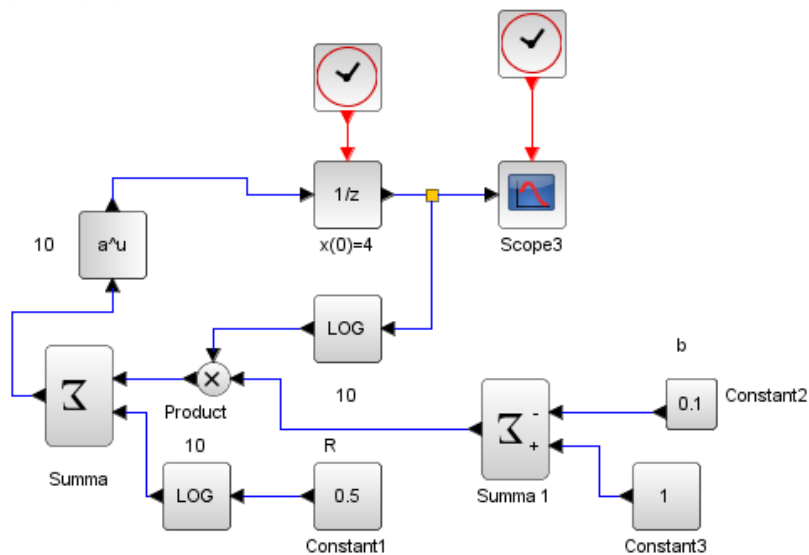 1/z
10
a^u
x(0)=4
Scope3
LOG
b
Σ
×
10
Σ
-
+
0.1
Constant2
Product
10
R
Summa
LOG
0.5
Summa 1
1
Constant1
Constant3